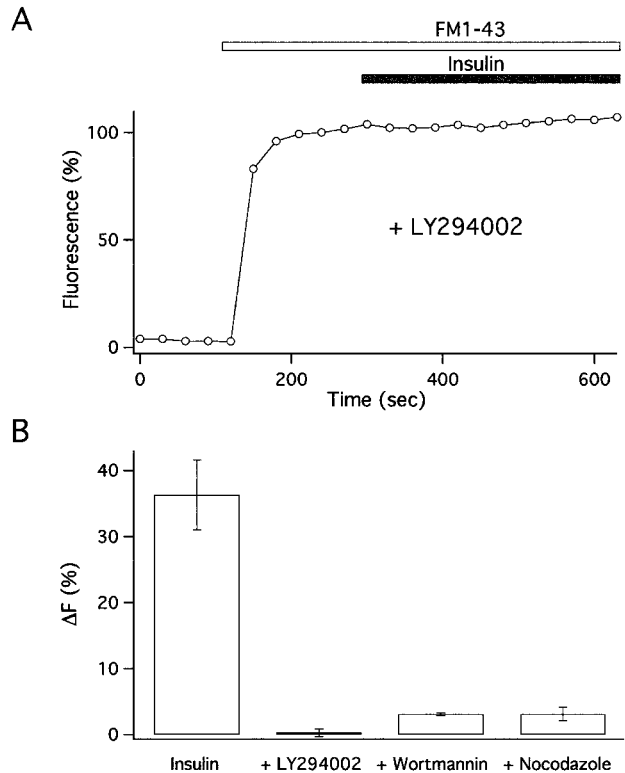 A
FM1-43
Insulin
Fluorescence (%)
100
50
0
+ LY294002
0 200 400 600
Time (sec)
B
ΔF (%)
40
30
20
10
0
Insulin + LY294002 + Wortmannin + Nocodazole